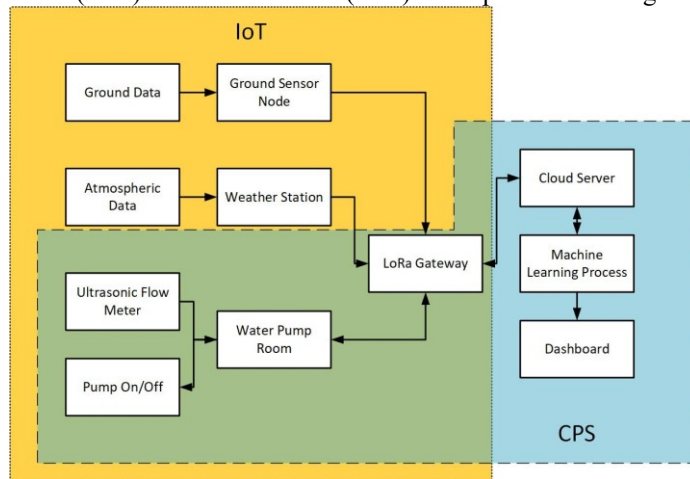 IoT
Ground Data
Ground Sensor
Node
Atmospheric
Data
Weather Station
Cloud Server
LoRa Gateway
Machine
Learning Process
Ultrasonic Flow
Meter
Water Pump
Room
Dashboard
Pump On/Off
CPS